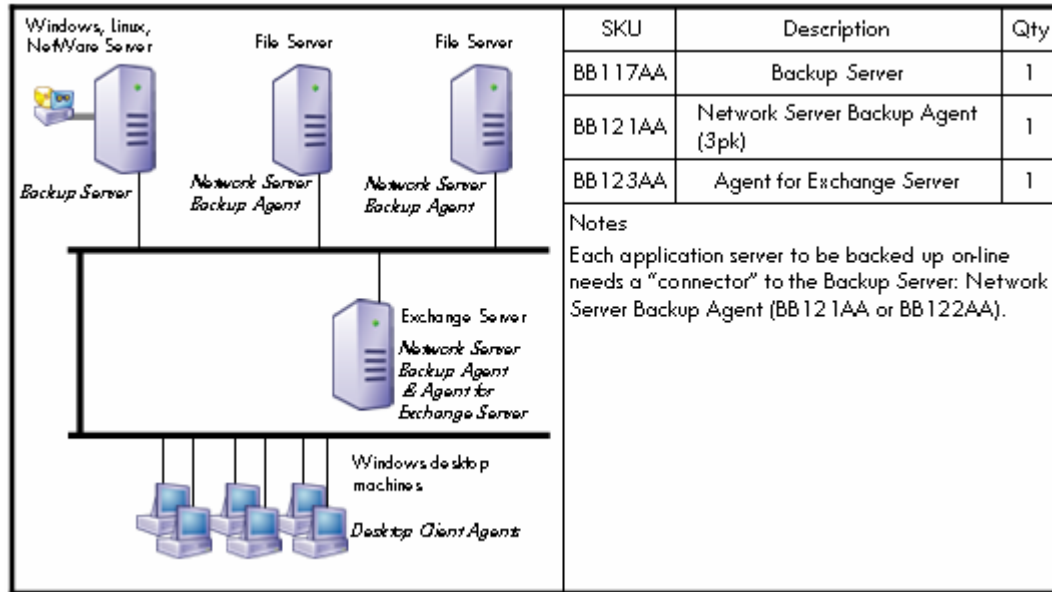 Windows, Linux,
NetWare Server
File Server
File Server
Backup Server
Network Server
Backup Agent
Network Server
Backup Agent
Exchange Server
Network Server
Backup Agent
& Agent for
Exchange Server
Windows desktop
machines
Desktop Client Agents
SKU Description Qty
BB117AA Backup Server 1
BB121AA Network Server Backup Agent (3pk) 1
BB123AA Agent for Exchange Server 1
Notes
Each application server to be backed up on-line
needs a "connector" to the Backup Server: Network
Server Backup Agent (BB121AA or BB122AA).